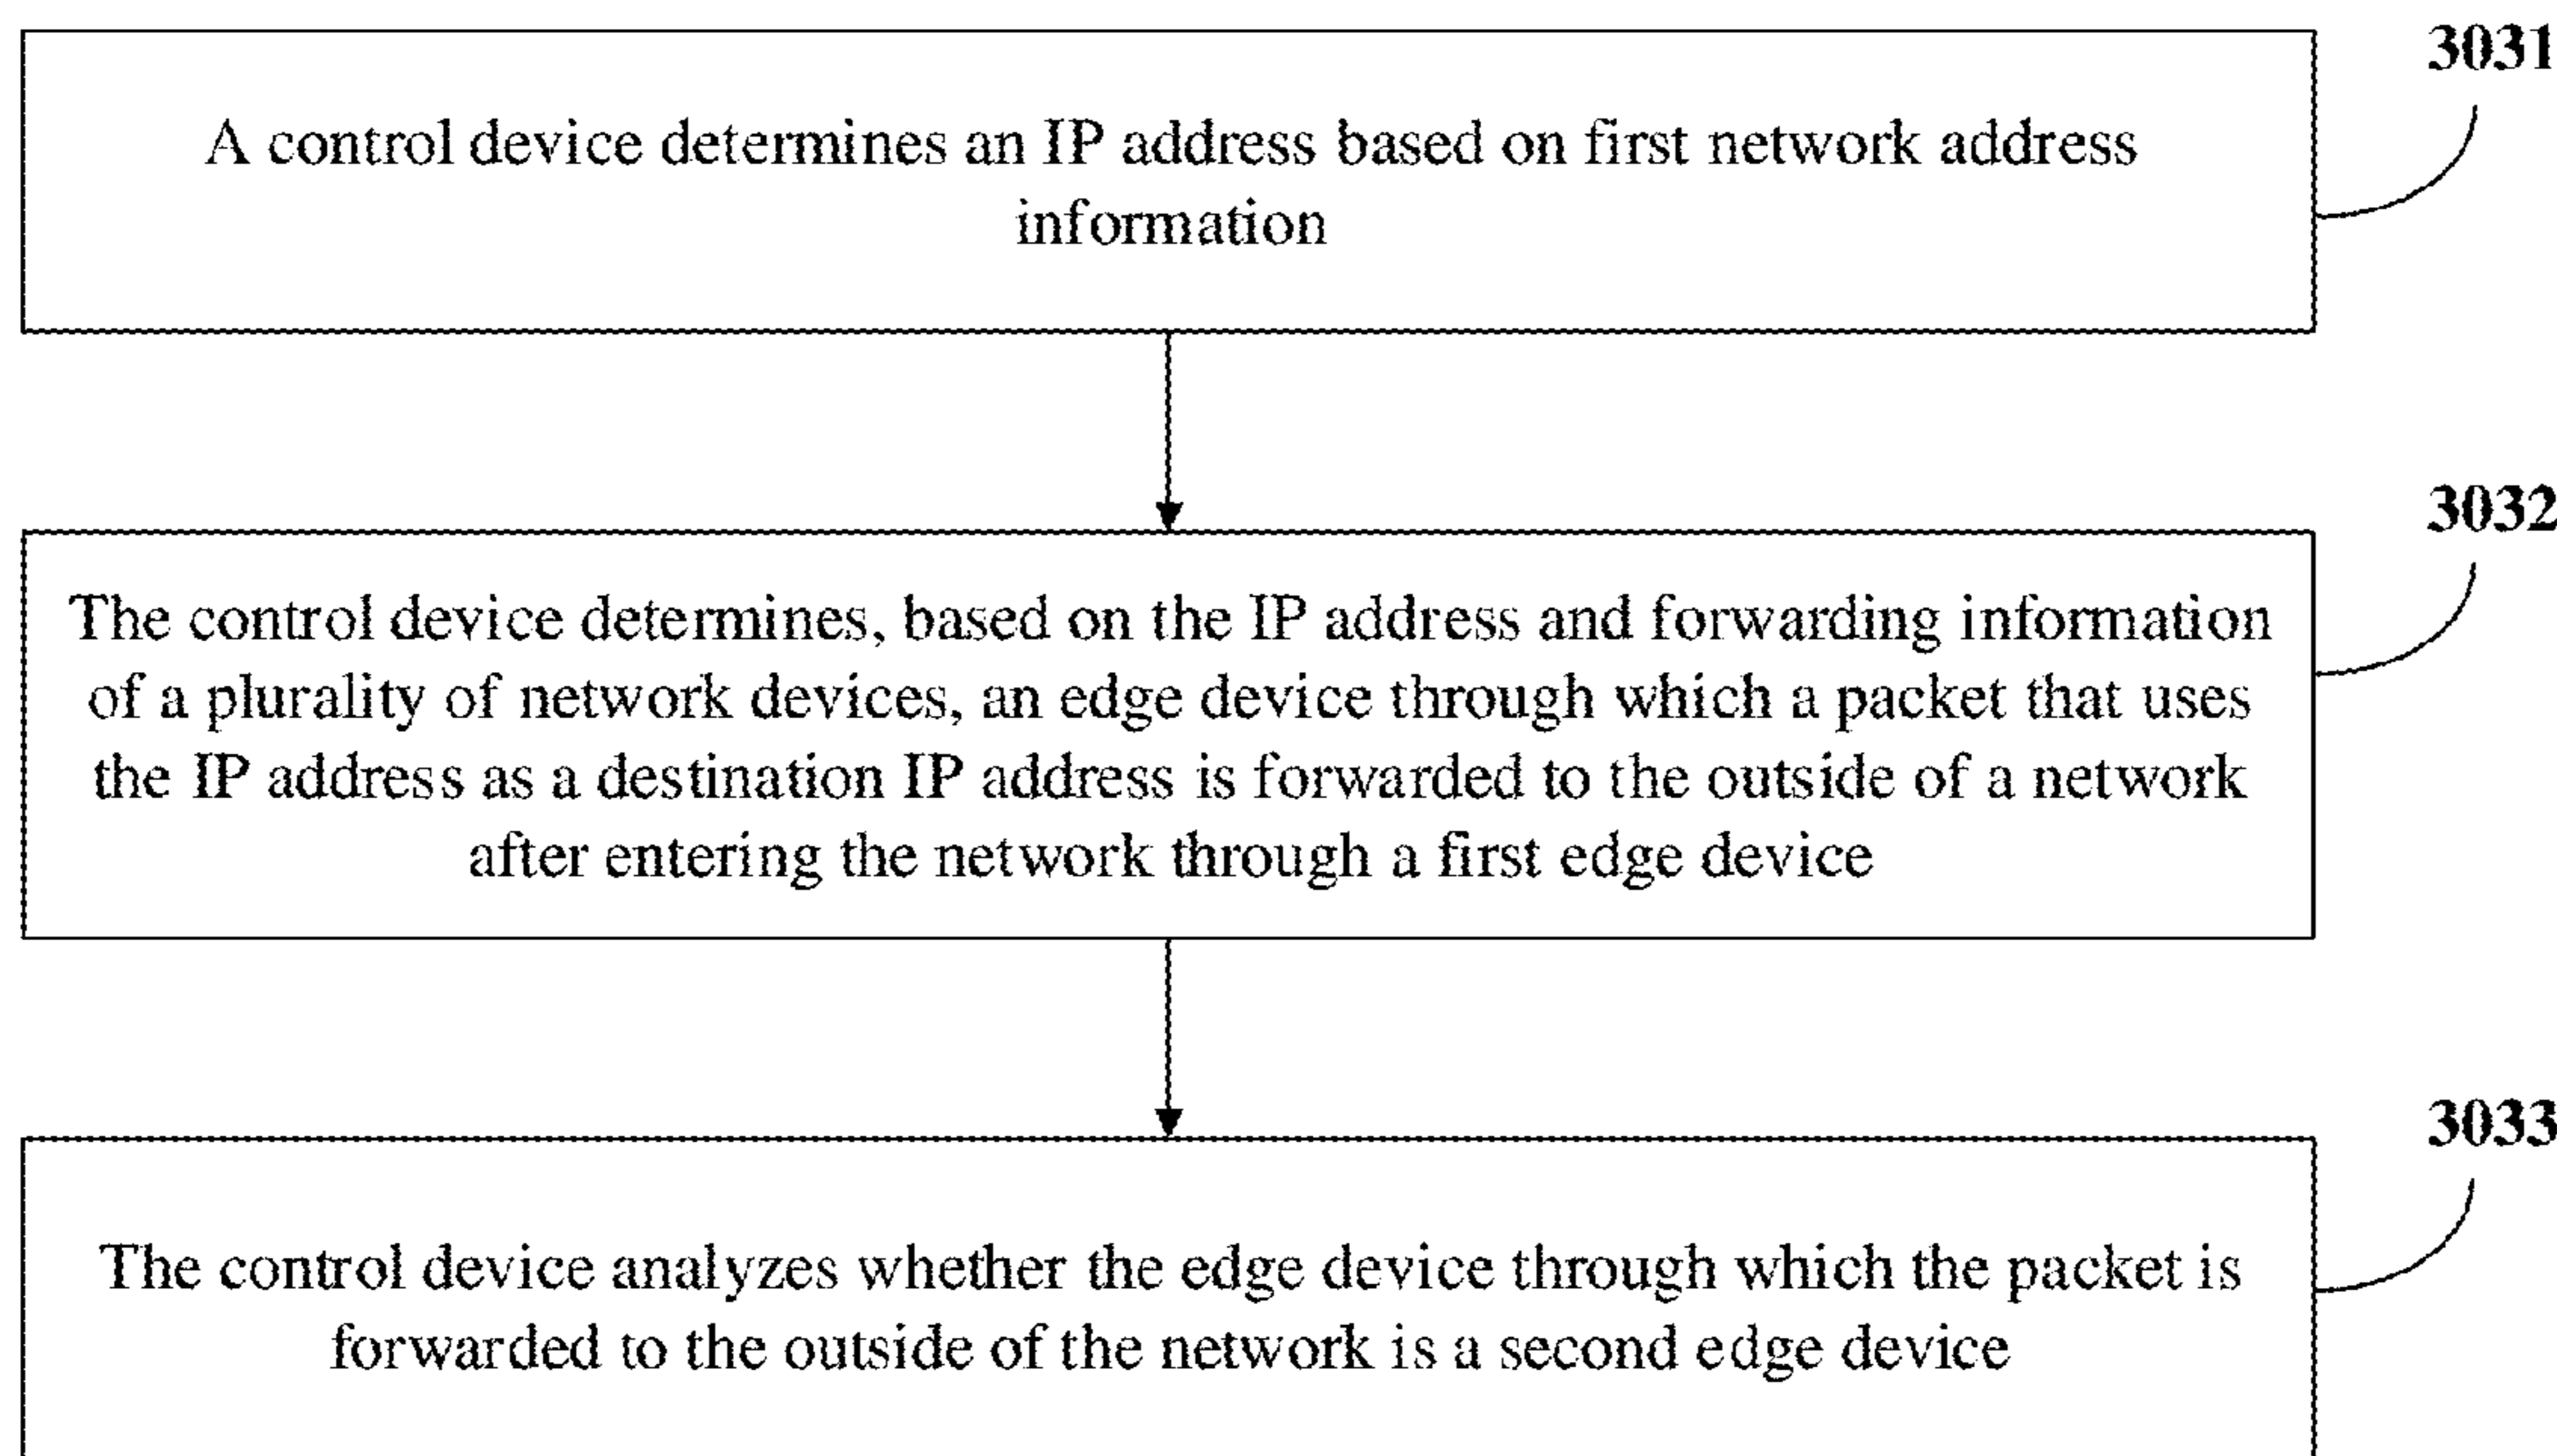 3031
A control device determines an IP address based on first network address
information
3032
The control device determines, based on the IP address and forwarding information
of a plurality of network devices, an edge device through which a packet that uses
the IP address as a destination IP address is forwarded to the outside of a network
after entering the network through a first edge device
3033
The control device analyzes whether the edge device through which the packet is
forwarded to the outside of the network is a second edge device